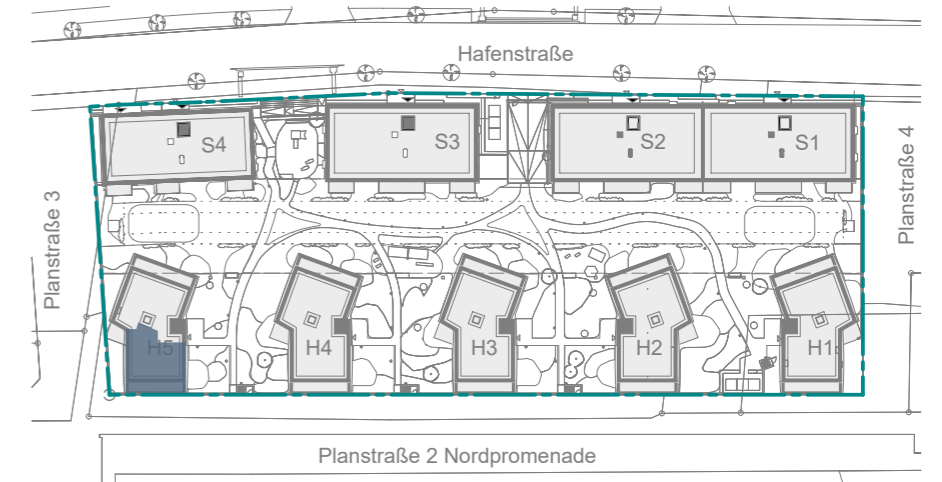 Hafenstraße
S4
S3
S2
S1
Planstraße 3
Planstraße 4
H5
H4
H3
H2
H1
Planstraße 2 Nordpromenade